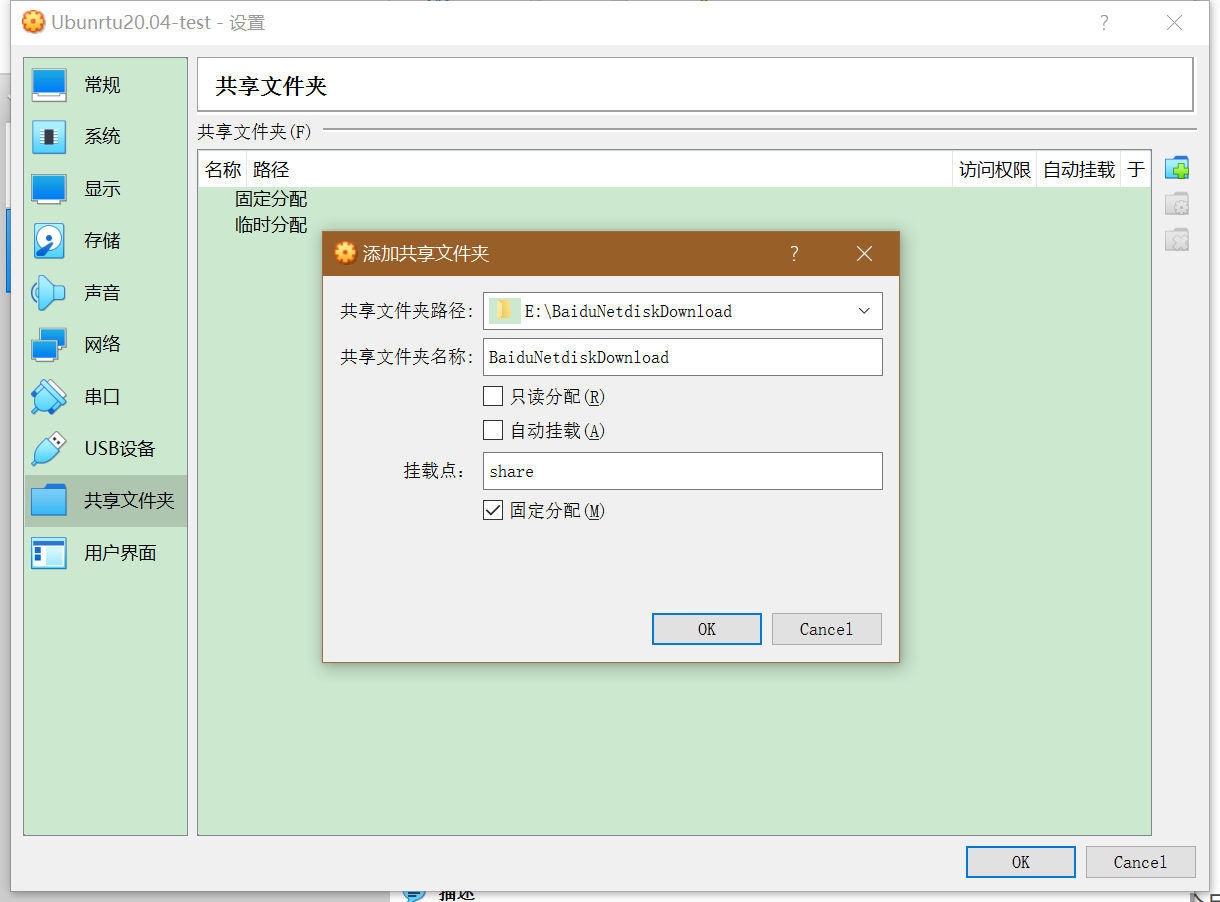 Ubunrtu20.04-test - 设置
?
常规
系统
显示
存储
声音
网络
串口
USB设备
共享文件夹
用户界面
共享文件夹
共享文件夹(F)
名称 路径 访问权限 自动挂载 于
固定分配
临时分配
添加共享文件夹 ?
共享文件夹路径: E:\BaiduNetdiskDownload
共享文件夹名称: BaiduNetdiskDownload
只读分配(R)
自动挂载(A)
挂载点: share
固定分配(M)
OK Cancel
OK Cancel
描述